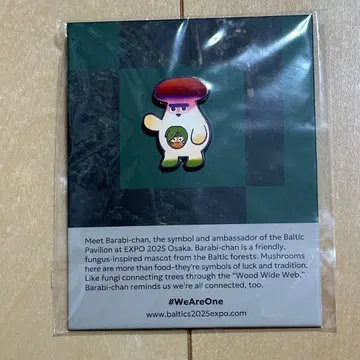 Meet Barabi-chan, the symbol and ambassador of the Baltic
Pavilion at EXPO 2025 Osaka. Barabi-chan is a friendly,
fungus-inspired mascot from the Baltic forests. Mushrooms
here are more than food–they're symbols of luck and tradition.
Like fungi connecting trees through the “Wood Wide Web,”
Barabi-chan reminds us we're all connected, too.
#WeAreOne
www.baltics2025expo.com